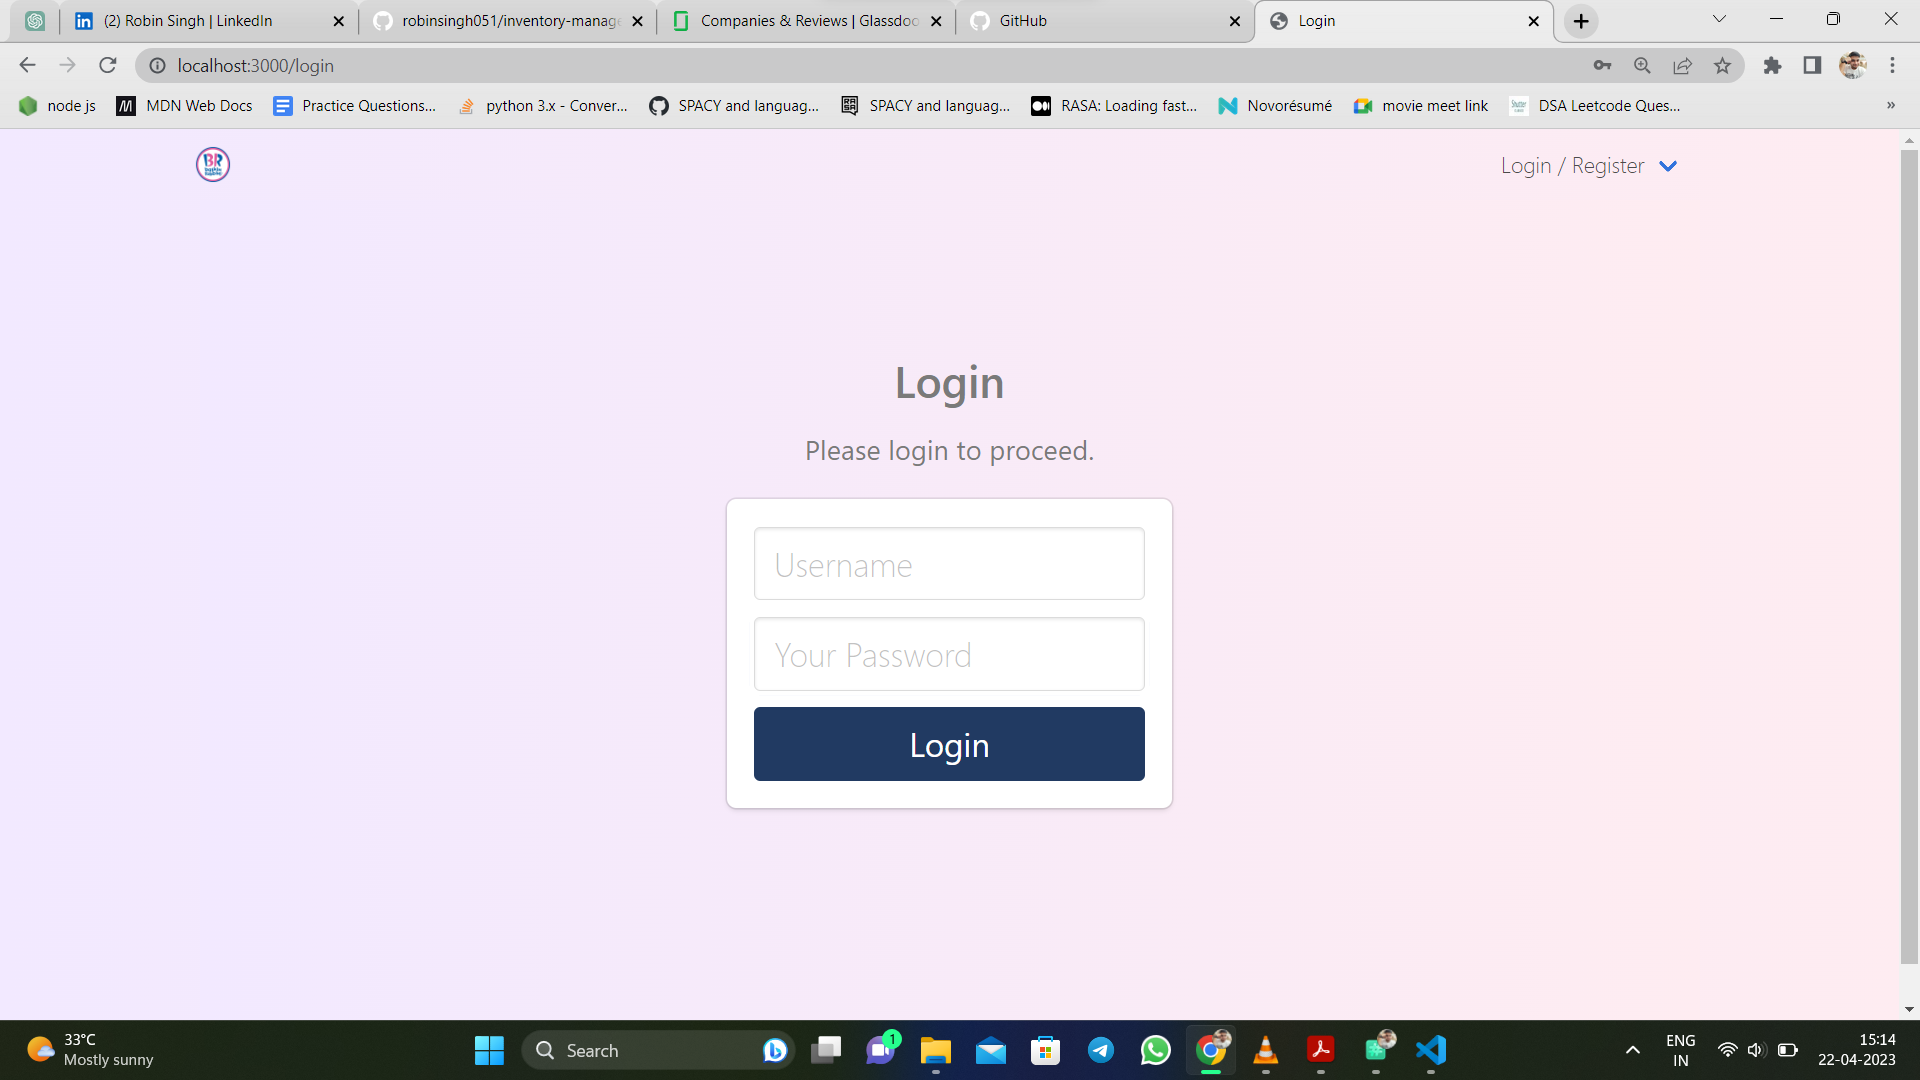 (2) Robin Singh | LinkedIn
robinsingh051/inventory-manage
Companies & Reviews | Glassdoo
GitHub
Login
localhost:3000/login
node js
MDN Web Docs
Practice Questions...
python 3.x - Conver...
SPACY and languag...
SPACY and languag...
RASA: Loading fast...
Novorésumé
movie meet link
DSA Leetcode Ques...
»
BR
Login / Register
Login
Please login to proceed.
Username
Your Password
Login
33°C
Mostly sunny
Search
1
ENG
IN
15:14
22-04-2023